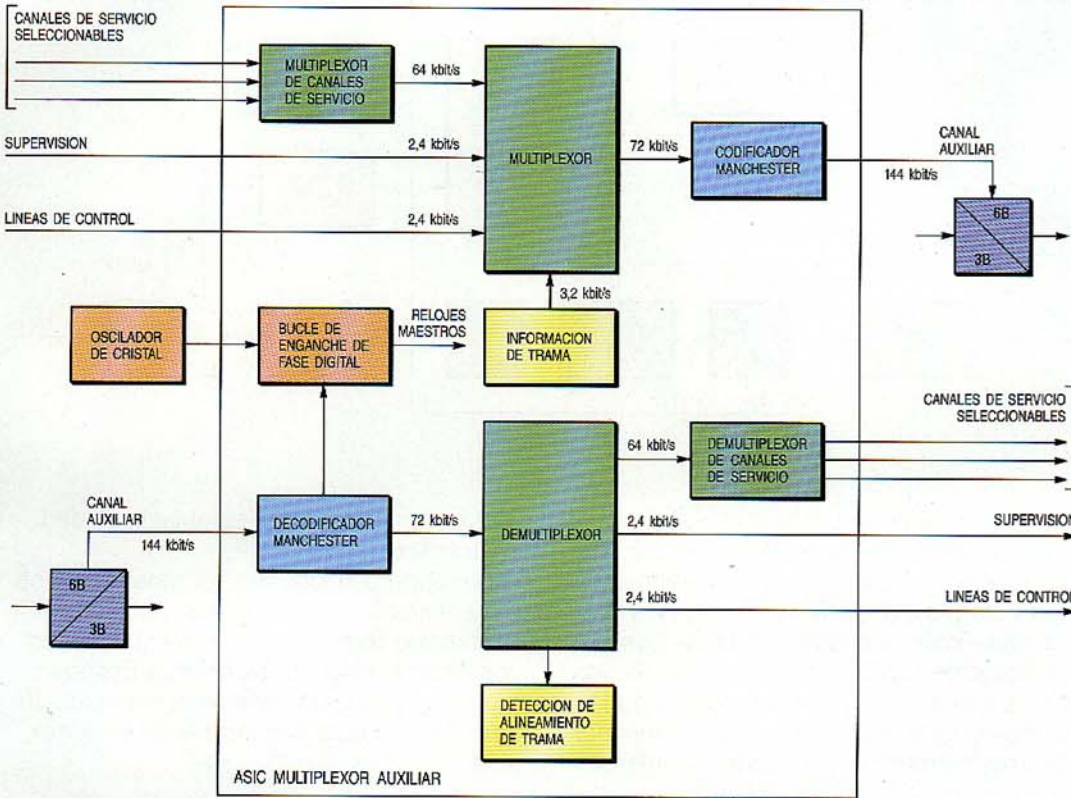 CANALES DE SERVICIO
SELECCIONABLES
MULTIPLEXOR
DE CANALES
DE SERVICIO
64 kbit/s
SUPERVISION
2,4 kbit/s
MULTIPLEXOR
72 kbit/s
CODIFICADOR
MANCHESTER
CANAL
AUXILIAR
144 kbit/s
LINEAS DE CONTROL
2,4 kbit/s
6B
3B
3,2 kbit/s
OSCILADOR
DE CRISTAL
BUCLE DE
ENGANCHE DE
FASE DIGITAL
RELOJES
MAESTROS
INFORMACION
DE TRAMA
CANALES DE SERVICIO
SELECCIONABLES
64 kbit/s
DEMULTIPLEXOR
DE CANALES
DE SERVICIO
CANAL
AUXILIAR
144 kbit/s
DECODIFICADOR
MANCHESTER
72 kbit/s
DEMULTIPLEXOR
2,4 kbit/s
SUPERVISION
6B
3B
2,4 kbit/s
LINEAS DE CONTROL
DETECCION DE
ALINEAMIENTO
DE TRAMA
ASIC MULTIPLEXOR AUXILIAR